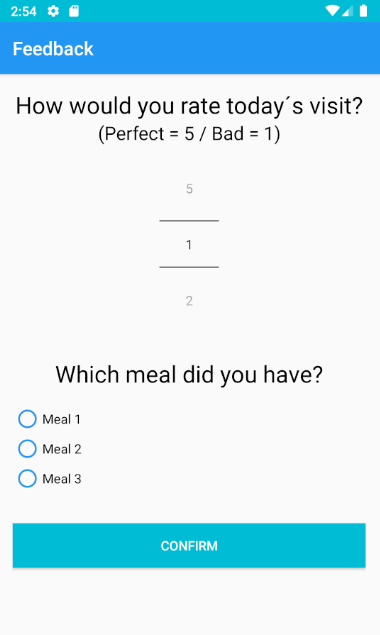 2:54
Feedback
How would you rate today´s visit?
(Perfect = 5 / Bad = 1)
5
1
2
Which meal did you have?
Meal 1
Meal 2
Meal 3
CONFIRM